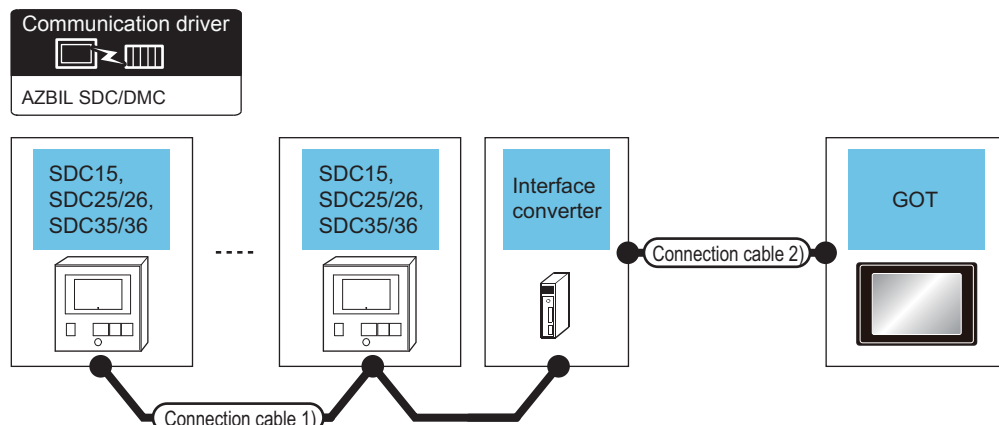 Communication driver
AZBIL SDC/DMC
SDC15,
SDC25/26,
SDC35/36
SDC15,
SDC25/26,
SDC35/36
Interface
converter
GOT
Connection cable 2)
Connection cable 1)